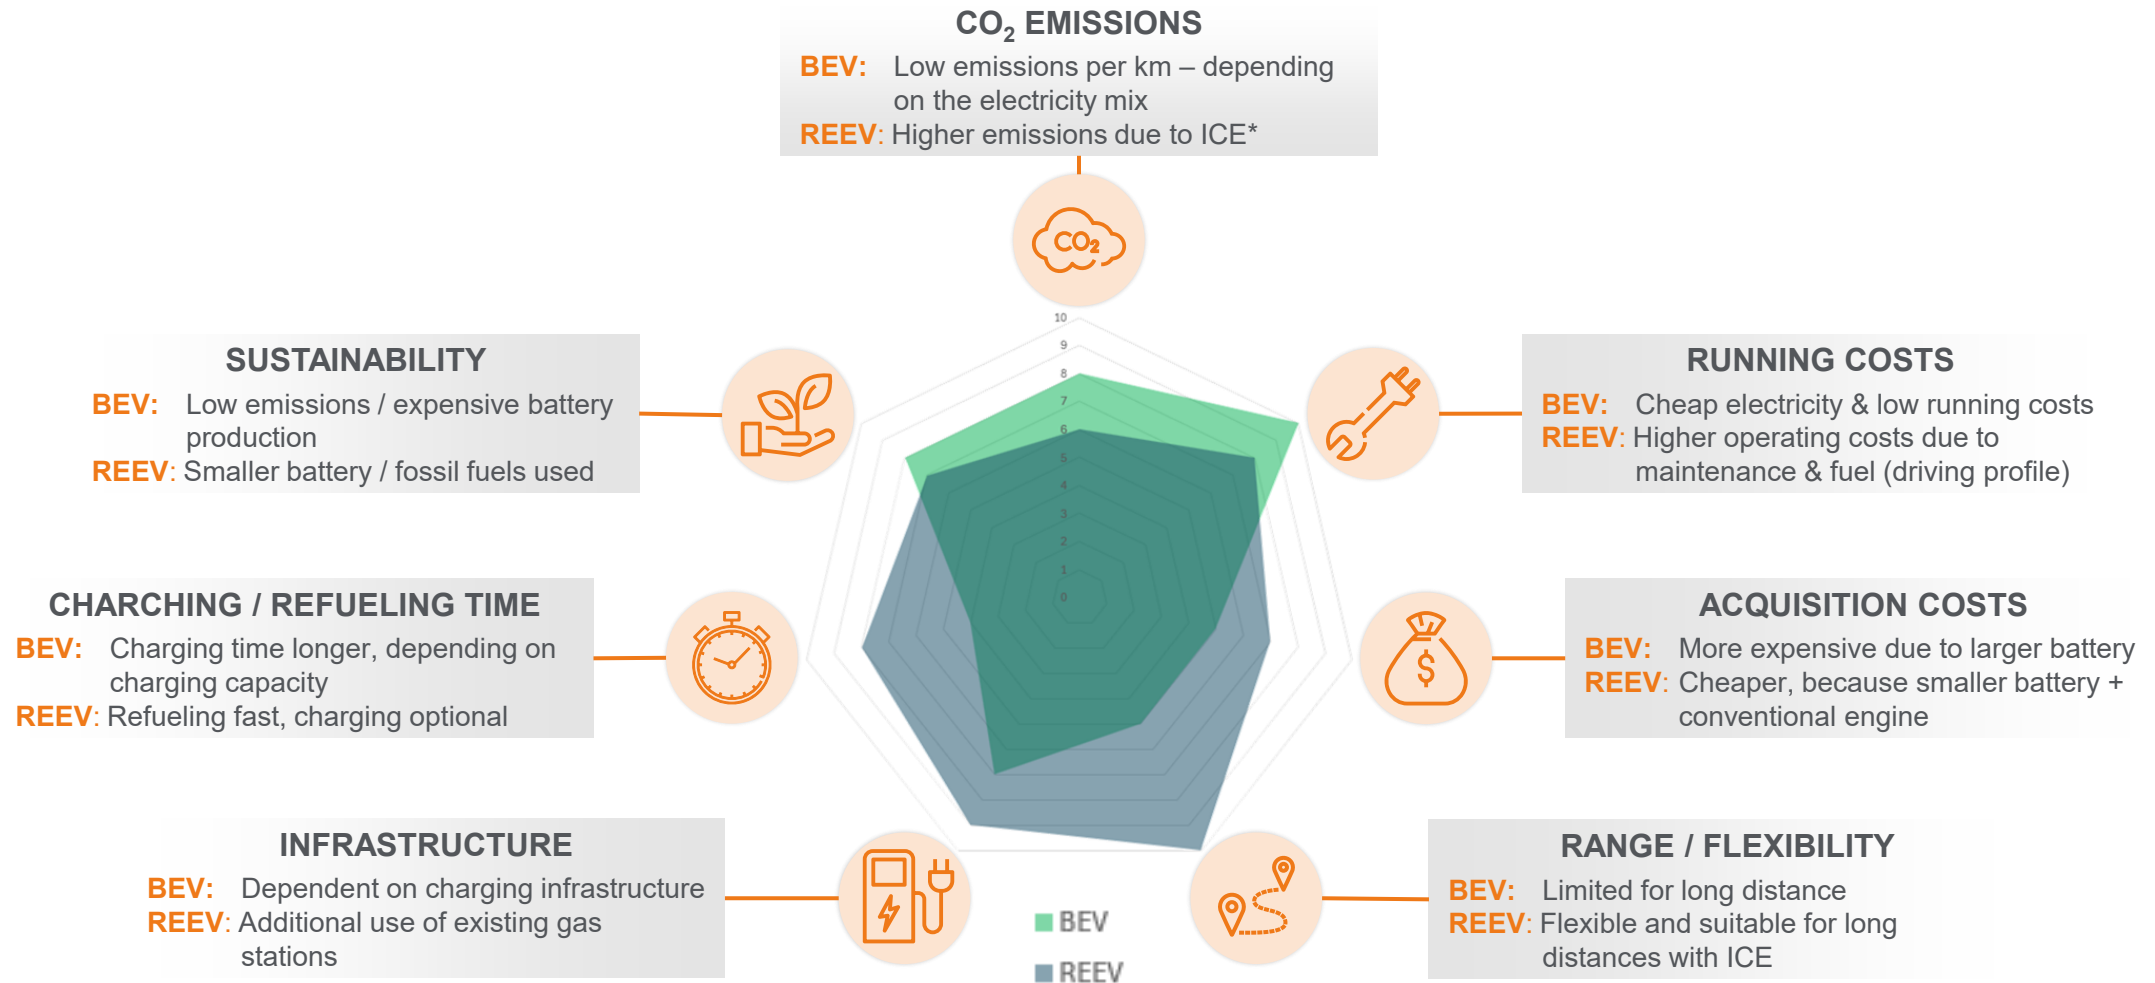 CO2 EMISSIONS
BEV: Low emissions per km – depending
on the electricity mix
REEV: Higher emissions due to ICE*
CO2
SUSTAINABILITY
BEV: Low emissions / expensive battery
production
REEV: Smaller battery / fossil fuels used
RUNNING COSTS
BEV: Cheap electricity & low running costs
REEV: Higher operating costs due to
maintenance & fuel (driving profile)
10
9
8
7
6
5
4
3
2
1
0
CHARCHING / REFUELING TIME
BEV: Charging time longer, depending on
charging capacity
REEV: Refueling fast, charging optional
ACQUISITION COSTS
BEV: More expensive due to larger battery
REEV: Cheaper, because smaller battery +
conventional engine
$
INFRASTRUCTURE
BEV: Dependent on charging infrastructure
REEV: Additional use of existing gas
stations
RANGE / FLEXIBILITY
BEV: Limited for long distance
REEV: Flexible and suitable for long
distances with ICE
BEV
REEV